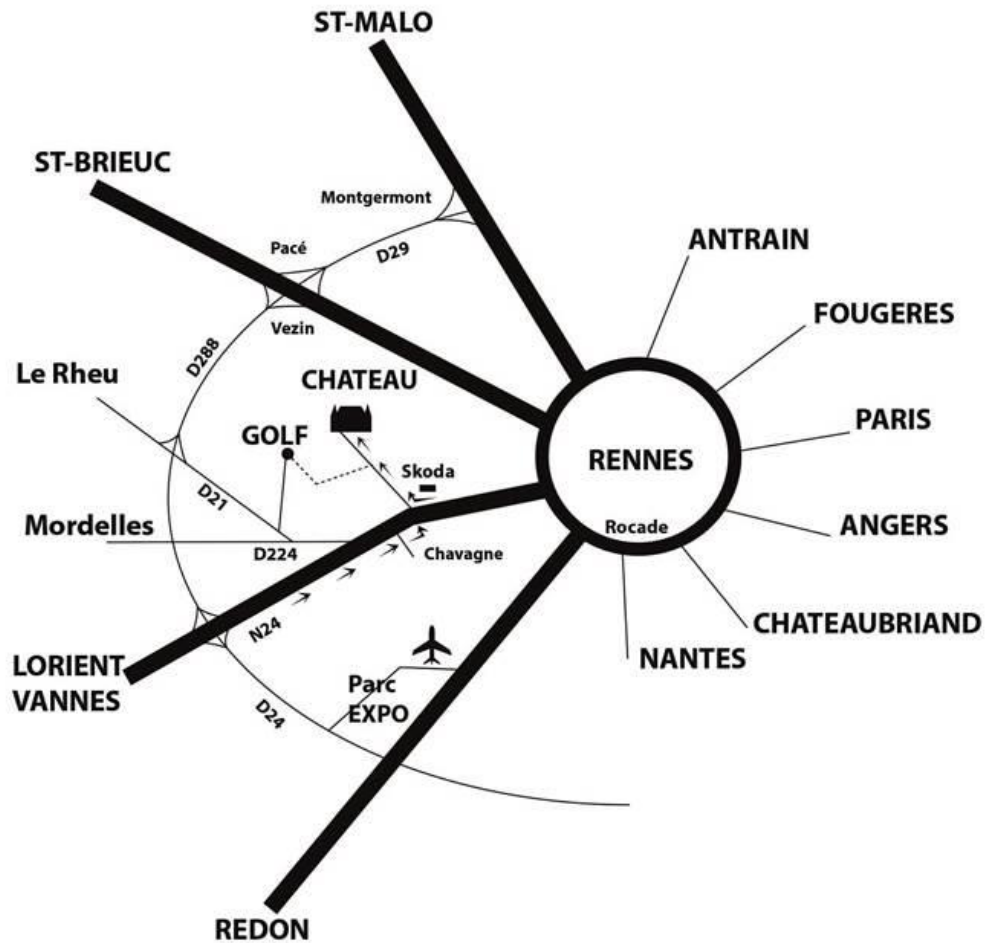 ST-MALO
ST-BRIEUC
Montgermont
ANTRAIN
Pacé
D29
FOUGERES
Vezin
D288
Le Rheu
CHATEAU
PARIS
GOLF
RENNES
Skoda
D21
Mordelles
Rocade
ANGERS
D224
Chavagne
N24
CHATEAUBRIAND
LORIENT
VANNES
NANTES
Parc
EXPO
D24
REDON